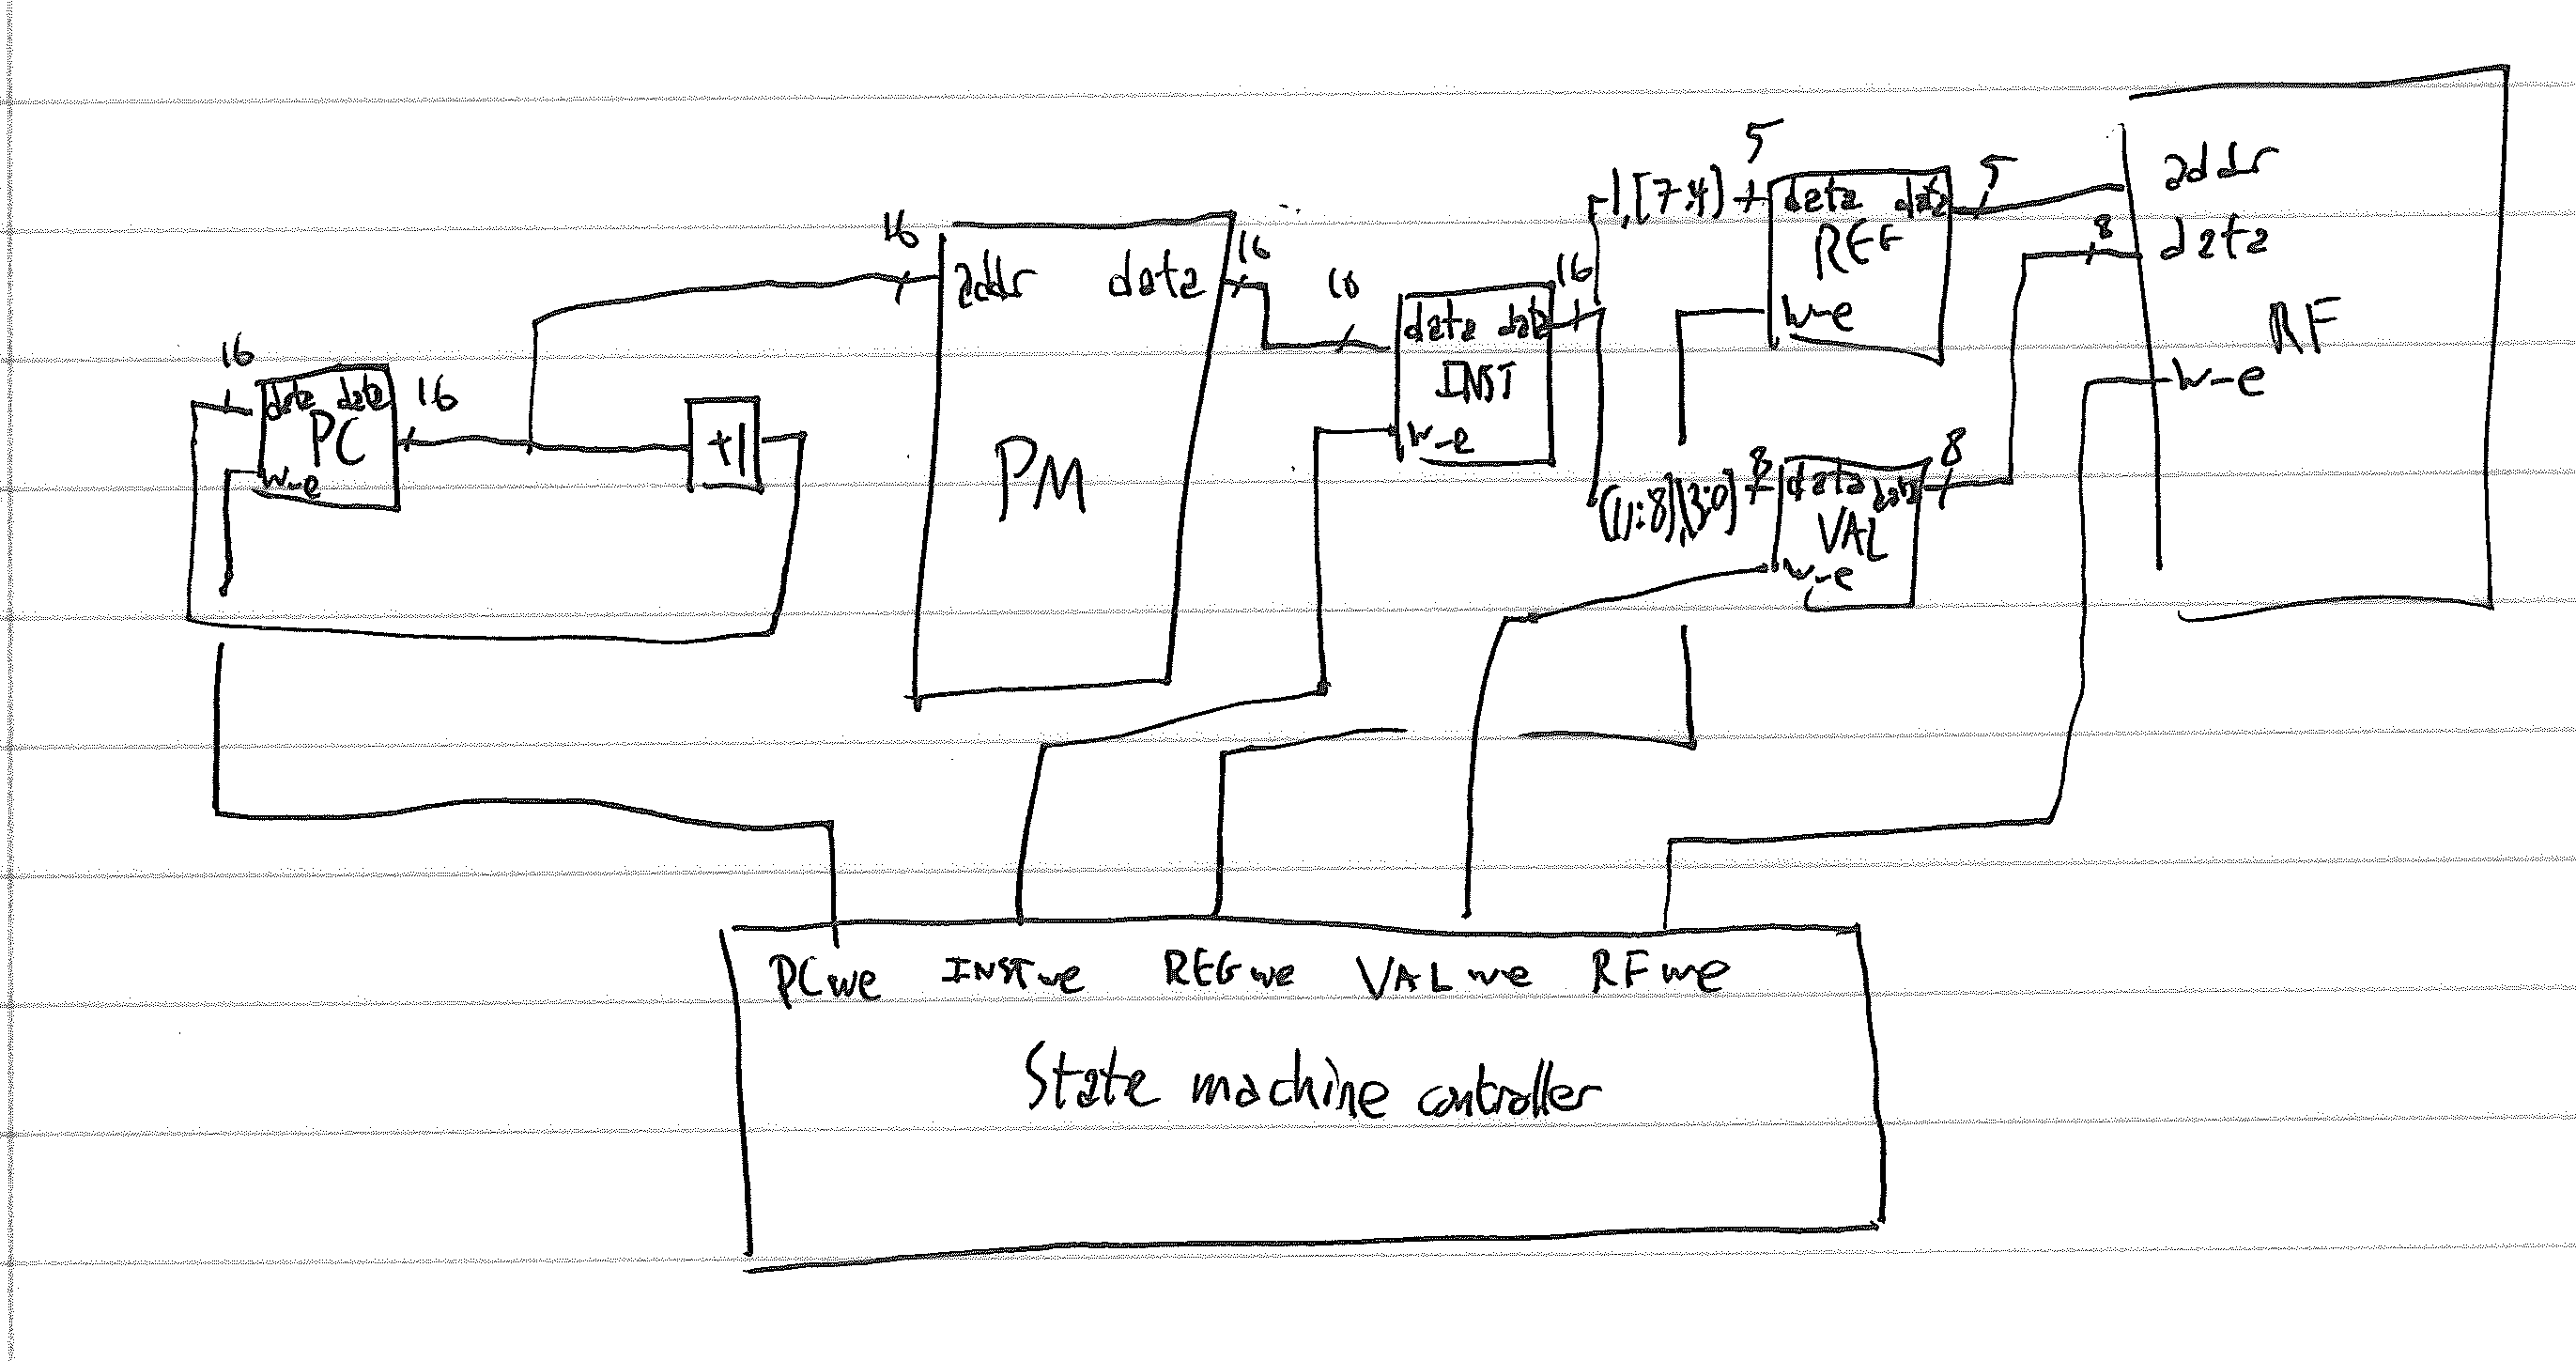 5
1,[7:4]
data data
5
REG
w-e
addr
8
data
RF
w-e
16
addr data
16
PM
16
data data
16
INST
w-e
16
data data
16
PC
w-e
+1
[11:8],[3:0]
8
data data
8
VAL
w-e
PCwe INSTwe REGwe VALwe RFwe
State machine controller